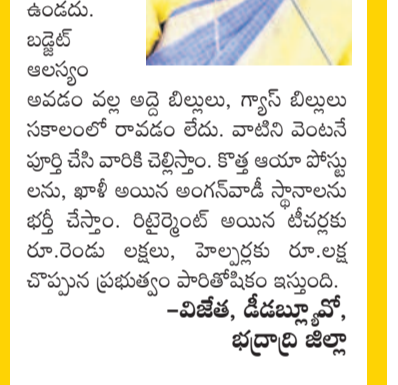 ఉండదు.
బడ్జెట్
ఆలస్యం
అవడం వల్ల అద్దె బిల్లులు, గ్యాస్ బిల్లులు
సకాలంలో రావడం లేదు. వాటిని వెంటనే
పూర్తి చేసి వారికి చెల్లిస్తాం. కొత్త ఆయా పోస్టు
లను, ఖాళీ అయిన అంగన్‌వాడీ స్థానాలను
భర్తీ చేస్తాం. రిటైర్మెంట్ అయిన టీచర్లకు
రూ.రెండు లక్షలు, హెల్పర్లకు రూ.లక్ష
చొప్పున ప్రభుత్వం పారితోషికం ఇస్తుంది.
–విజేత, డీడబ్ల్యూవో,
భద్రాద్రి జిల్లా